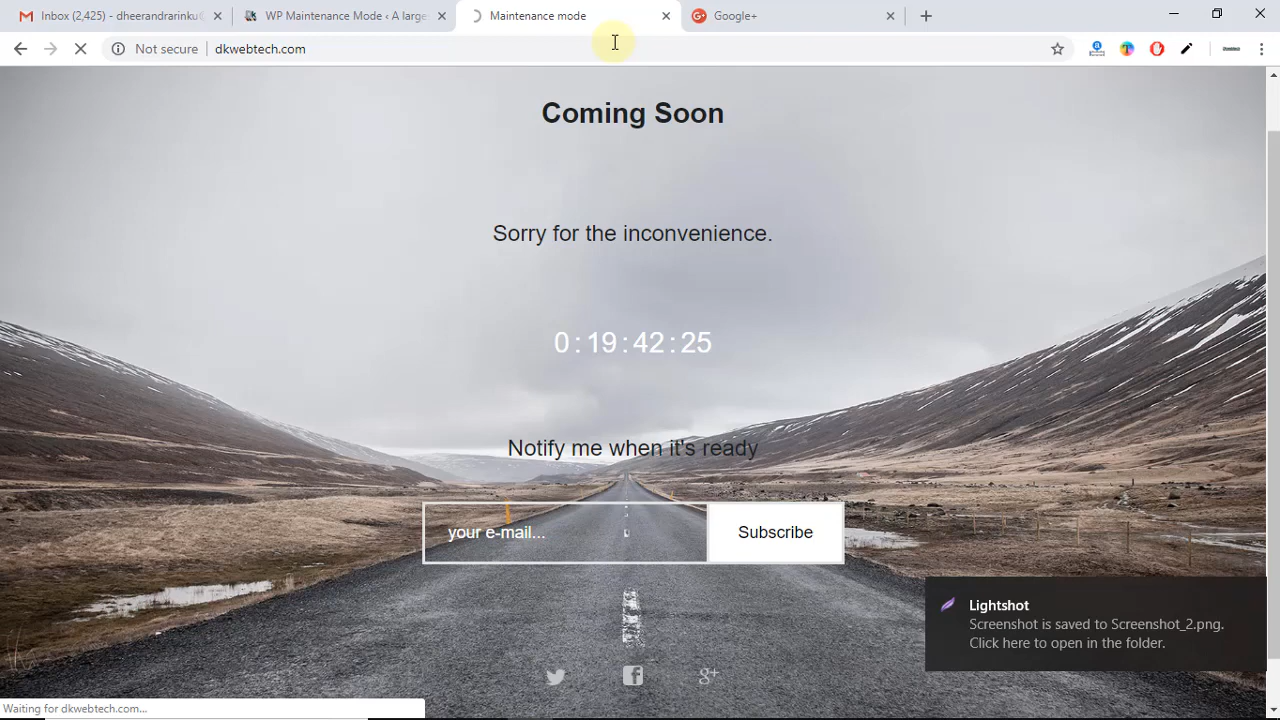 Inbox (2,425) - dheerandrarinku
WP Maintenance Mode ‹ A large
Maintenance mode
Google+
Not secure
dkwebtech.com
Coming Soon
Sorry for the inconvenience.
0:19:42:25
Notify me when it's ready
your e-mail...
Subscribe
Lightshot
Screenshot is saved to Screenshot_2.png.
Click here to open in the folder.
Waiting for dkwebtech.com...